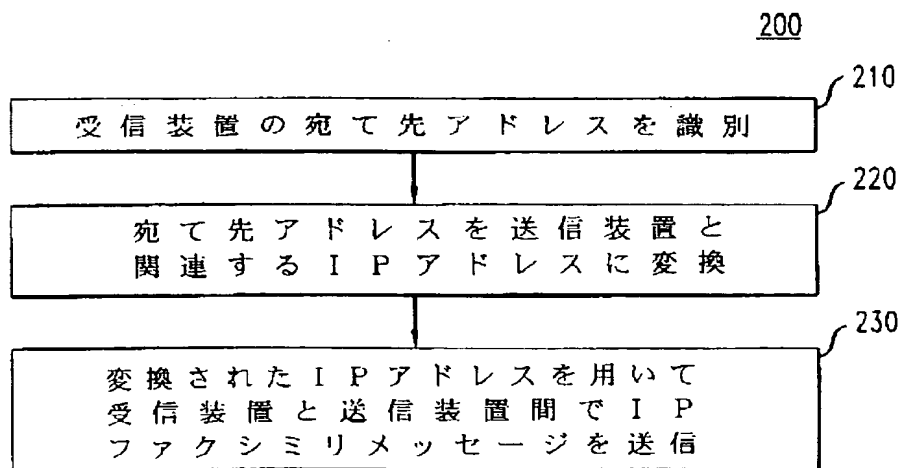 200
210
受信装置の宛て先アドレスを識別
220
宛て先アドレスを送信装置と
関連するIPアドレスに変換
230
変換されたIPアドレスを用いて
受信装置と送信装置間でIP
ファクシミリメッセージを送信